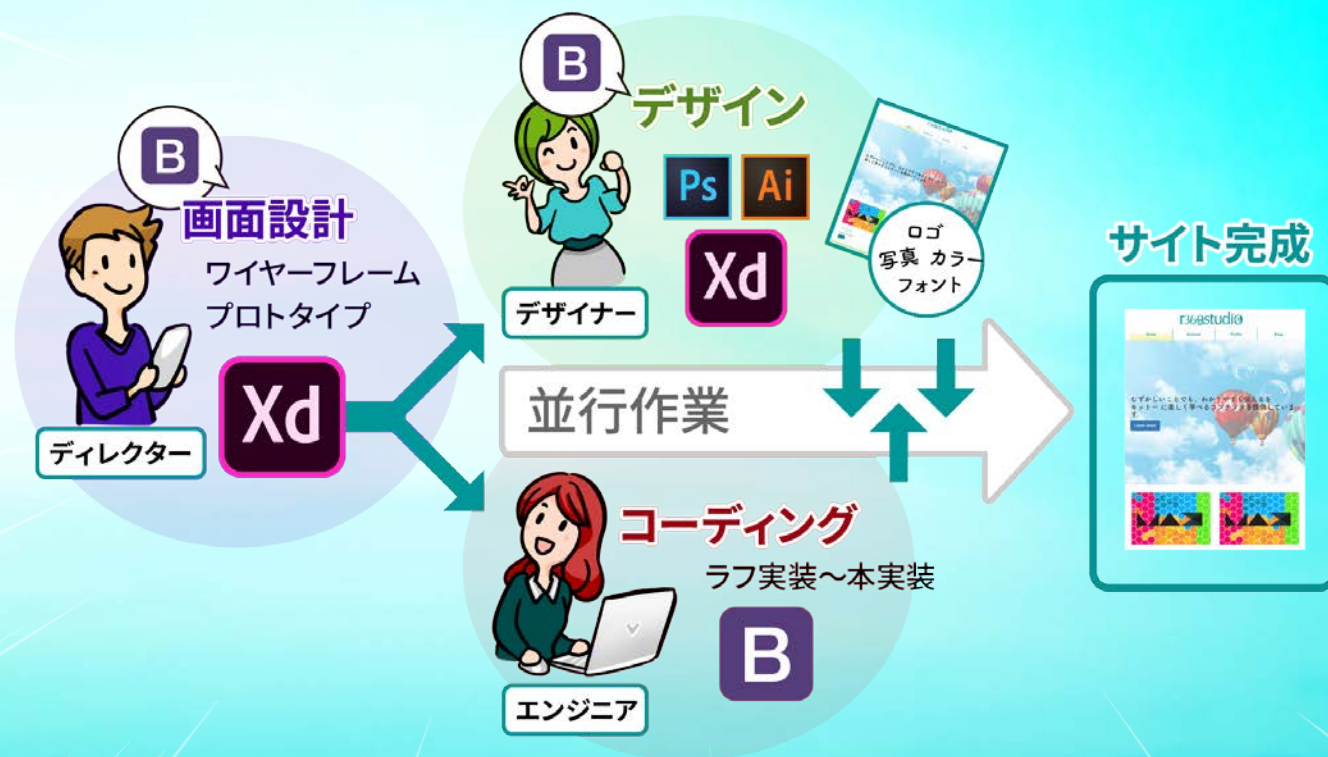 B
画面設計
ワイヤーフレーム
プロトタイプ
Xd
ディレクター
B
デザイン
Ps
Ai
Xd
デザイナー
ロゴ
写真 カラー
フォント
並行作業
コーディング
ラフ実装〜本実装
B
エンジニア
サイト完成
r360studio
Learn more